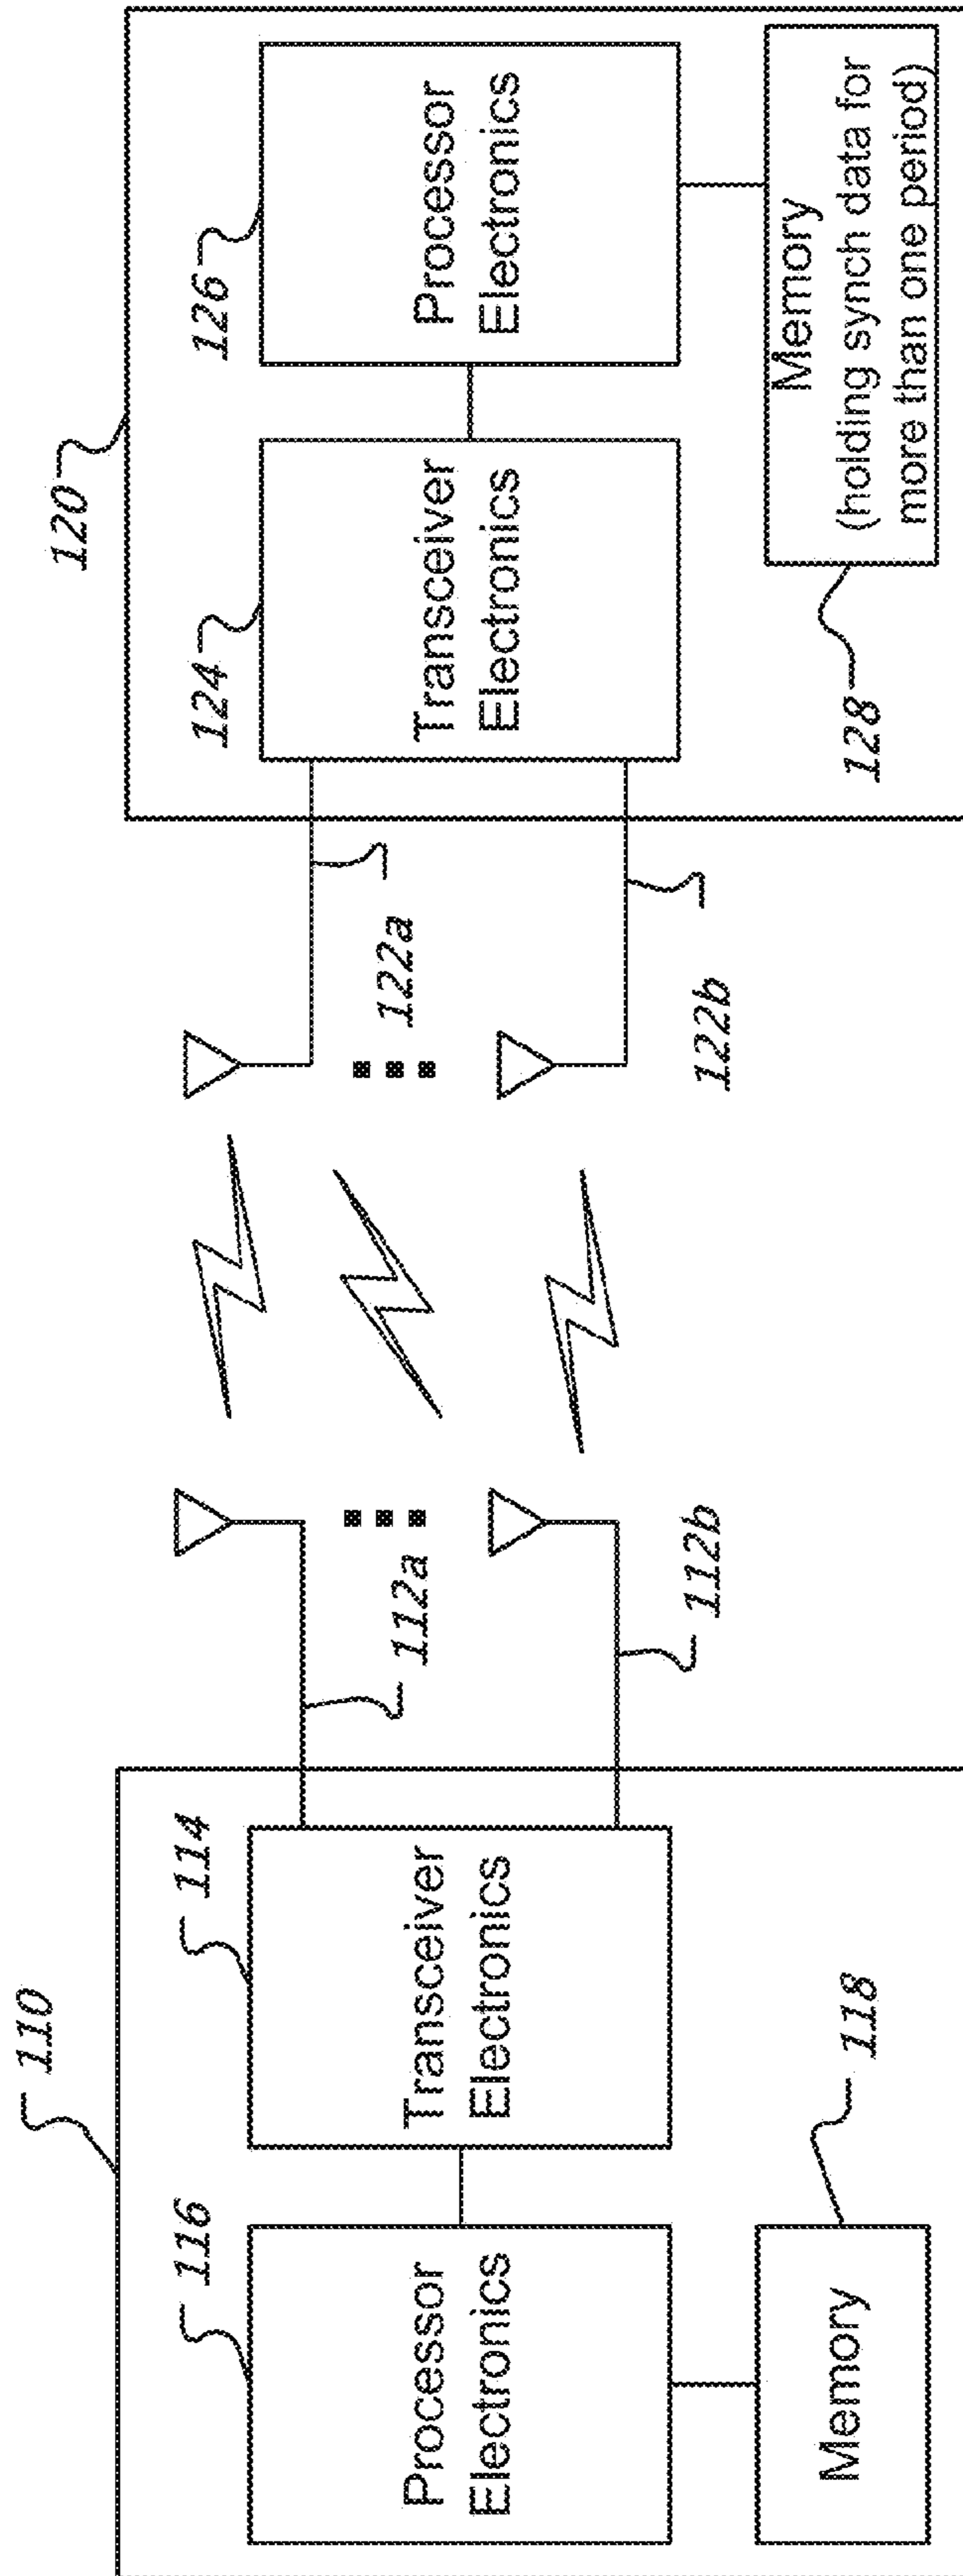 110
116
Processor
Electronics
114
Transceiver
Electronics
Memory
118
112a
112b
120
122a
122b
124
Transceiver
Electronics
126
Processor
Electronics
Memory
(holding synch data for
more than one period)
128